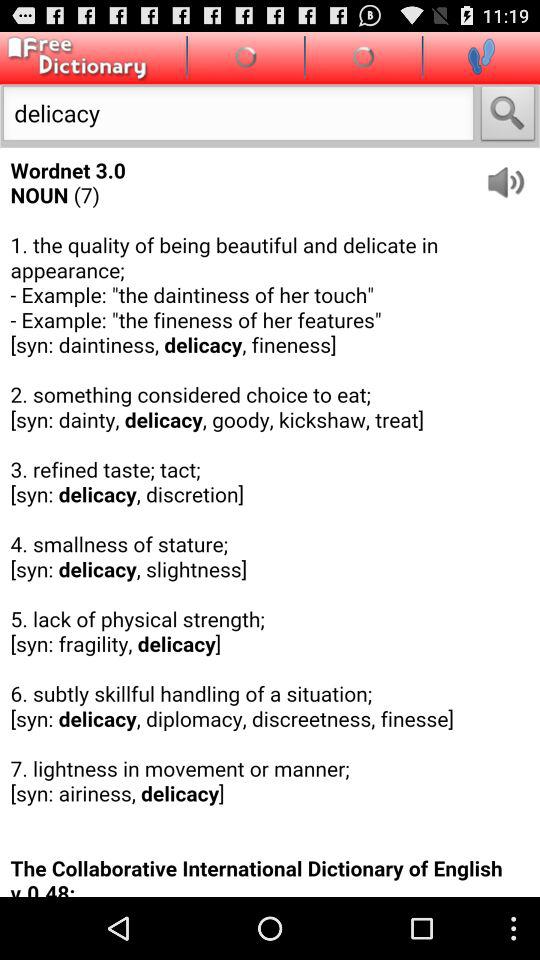 11:19
Free
Dictionary
delicacy
Wordnet 3.0
NOUN (7)
1. the quality of being beautiful and delicate in
appearance;
- Example: "the daintiness of her touch"
- Example: "the fineness of her features"
[syn: daintiness, delicacy, fineness]
2. something considered choice to eat;
[syn: dainty, delicacy, goody, kickshaw, treat]
3. refined taste; tact;
[syn: delicacy, discretion]
4. smallness of stature;
[syn: delicacy, slightness]
5. lack of physical strength;
[syn: fragility, delicacy]
6. subtly skillful handling of a situation;
[syn: delicacy, diplomacy, discreetness, finesse]
7. lightness in movement or manner;
[syn: airiness, delicacy]
The Collaborative International Dictionary of English
v.0.48: